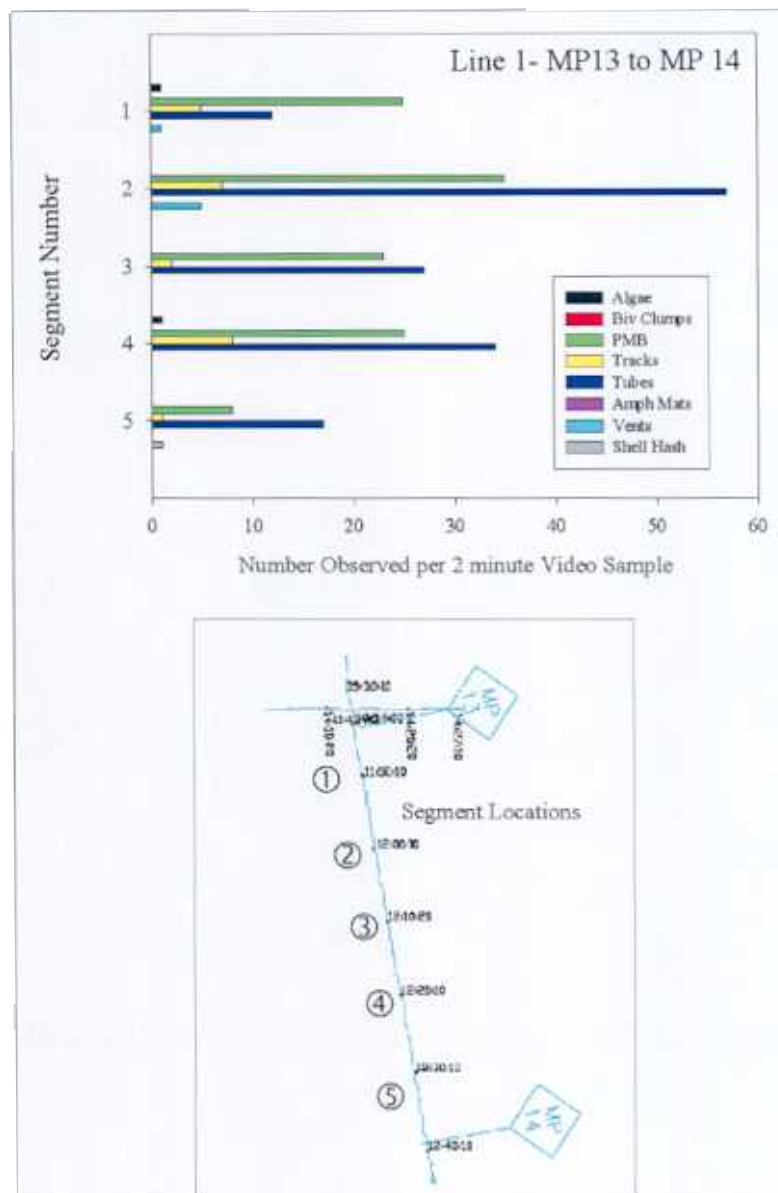 Line 1- MP13 to MP 14
Segment Number
1
2
3
4
5
Algae
Biv Clumps
PMB
Tracks
Tubes
Amph Mats
Vents
Shell Hash
0 10 20 30 40 50 60
Number Observed per 2 minute Video Sample
MP
①
Segment Locations
②
③
④
⑤
MP
14